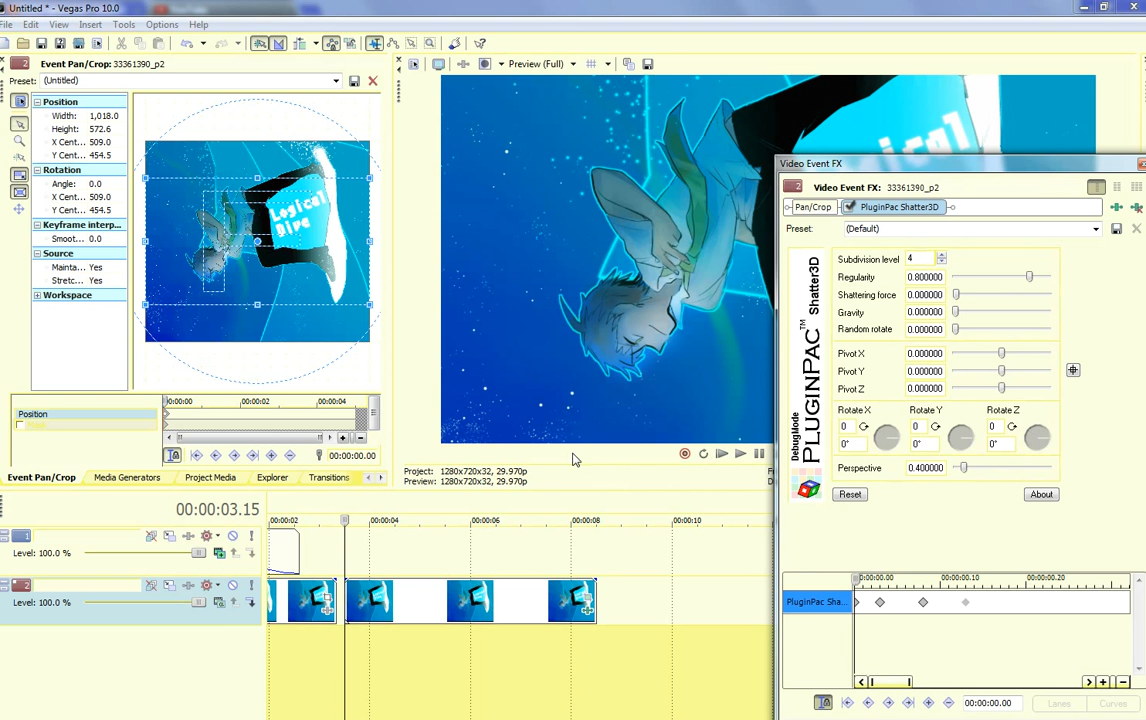 Untitled * - Vegas Pro 10.0
File Edit View Insert Tools Options Help
Event Pan/Crop: 33361390_p2
Preset: (Untitled)
Position
Width: 1,018.0
Height: 572.6
X Cent... 509.0
Y Cent... 454.5
Rotation
Angle: 0.0
X Cent... 509.0
Y Cent... 454.5
Keyframe interp...
Smoot... 0.0
Source
Mainta... Yes
Stretc... Yes
Workspace
Logical
Dive
Position
00:00:00 00:00:02 00:00:04
00:00:00.00
Event Pan/Crop Media Generators Project Media Explorer Transitions
Preview (Full)
Project: 1280x720x32, 29.970p
Preview: 1280x720x32, 29.970p
Video Event FX
Video Event FX: 33361390_p2
Pan/Crop PluginPac Shatter3D
Preset: (Default)
Debugmode PLUGINPAC™ Shatter3D
Subdivision level 4
Regularity 0.800000
Shattering force 0.000000
Gravity 0.000000
Random rotate 0.000000
Pivot X 0.000000
Pivot Y 0.000000
Pivot Z 0.000000
Rotate X Rotate Y Rotate Z
0 0 0
0° 0° 0°
Perspective 0.400000
Reset About
00:00:03.15
00:00:02 00:00:04 00:00:06 00:00:08 00:00:10
1
Level: 100.0 %
2
Level: 100.0 %
00:00:00.00 00:00:00.10 00:00:00.20
PluginPac Sha...
00:00:00.00 Lanes Curves